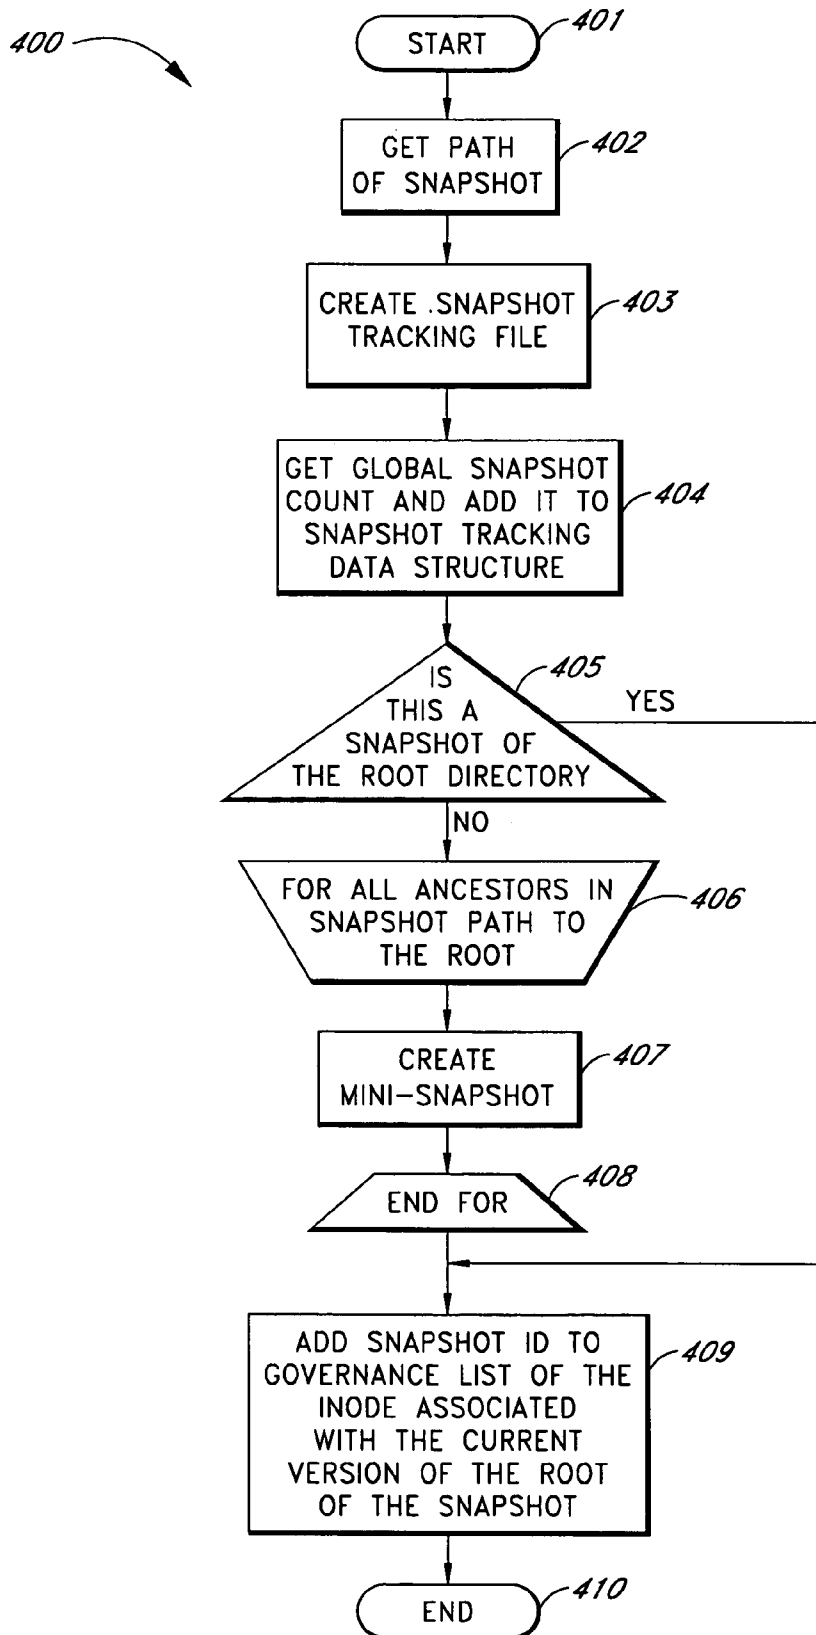 400
START
401
GET PATH
OF SNAPSHOT
402
CREATE .SNAPSHOT
TRACKING FILE
403
GET GLOBAL SNAPSHOT
COUNT AND ADD IT TO
SNAPSHOT TRACKING
DATA STRUCTURE
404
IS
THIS A
SNAPSHOT OF
THE ROOT DIRECTORY
405
YES
NO
FOR ALL ANCESTORS IN
SNAPSHOT PATH TO
THE ROOT
406
CREATE
MINI-SNAPSHOT
407
END FOR
408
ADD SNAPSHOT ID TO
GOVERNANCE LIST OF THE
INODE ASSOCIATED
WITH THE CURRENT
VERSION OF THE ROOT
OF THE SNAPSHOT
409
END
410